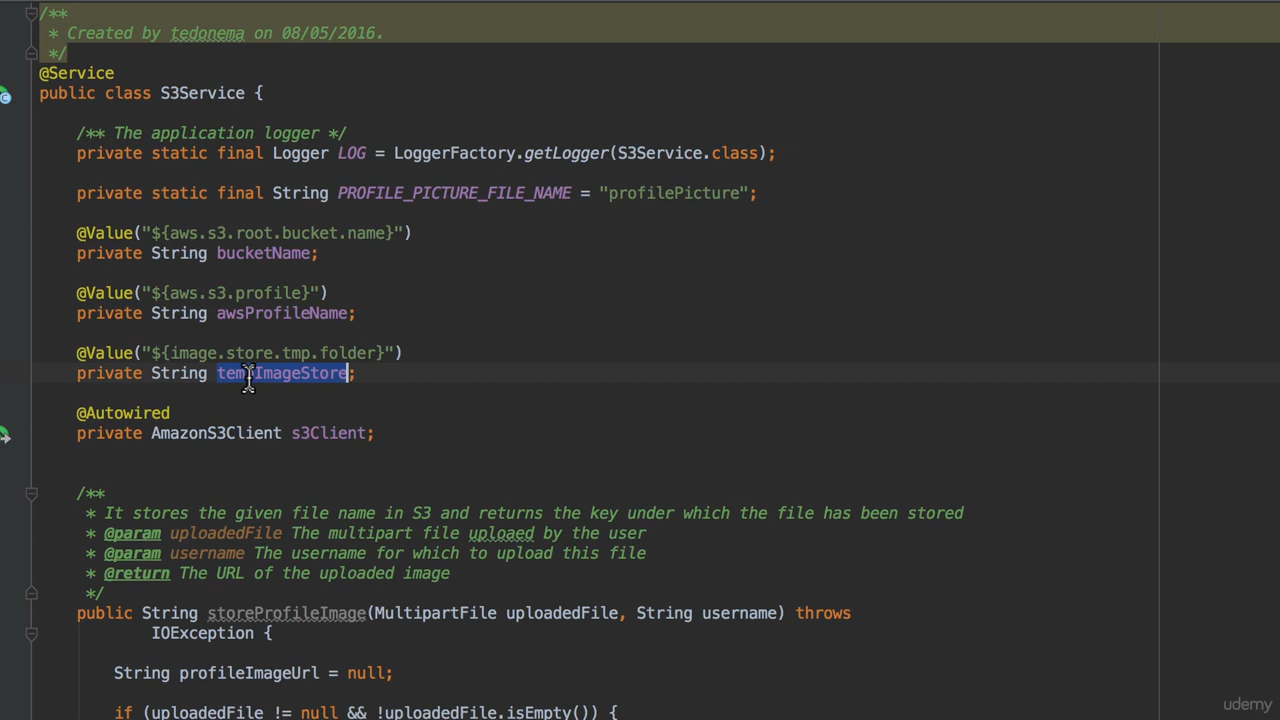 /**
* Created by tedonema on 08/05/2016.
*/
@Service
public class S3Service {
/** The application logger */
private static final Logger LOG = LoggerFactory.getLogger(S3Service.class);
private static final String PROFILE_PICTURE_FILE_NAME = "profilePicture";
@Value("${aws.s3.root.bucket.name}")
private String bucketName;
@Value("${aws.s3.profile}")
private String awsProfileName;
@Value("${image.store.tmp.folder}")
private String tempImageStore;
@Autowired
private AmazonS3Client s3Client;
/**
* It stores the given file name in S3 and returns the key under which the file has been stored
* @param uploadedFile The multipart file uploaed by the user
* @param username The username for which to upload this file
* @return The URL of the uploaded image
*/
public String storeProfileImage(MultipartFile uploadedFile, String username) throws
IOException {
String profileImageUrl = null;
if (uploadedFile != null && !uploadedFile.isEmpty()) {
udemy